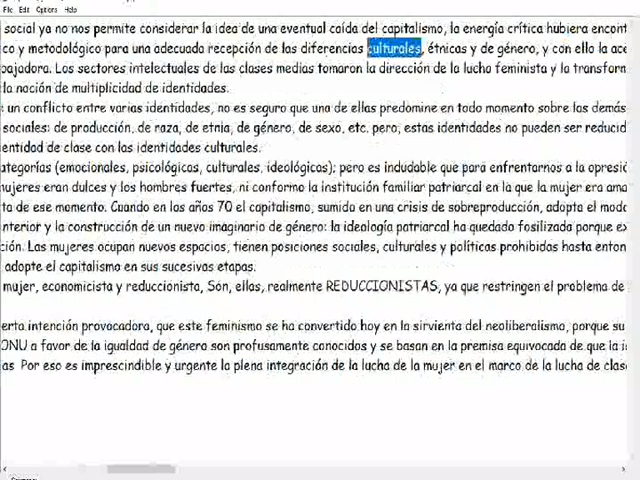 File Edit Options Help
social ya no nos permite considerar la idea de una eventual caída del capitalismo, la energía crítica hubiera encont
co y metodológico para una adecuada recepción de las diferencias culturales, étnicas y de género, y con ello la ace
bajadora. Los sectores intelectuales de las clases medias tomaron la dirección de la lucha feminista y la transform
la noción de multiplicidad de identidades.
un conflicto entre varias identidades, no es seguro que una de ellas predomine en todo momento sobre las demás
sociales: de producción, de raza, de etnia, de género, de sexo, etc. pero, estas identidades no pueden ser reducid
entidad de clase con las identidades culturales.
ategorías (emocionales, psicológicas, culturales, ideológicas); pero es indudable que para enfrentarnos a la opresió
mujeres eran dulces y los hombres fuertes, ni conformo la institución familiar patriarcal en la que la mujer era ama
ta de ese momento. Cuando en los años 70 el capitalismo, sumido en una crisis de sobreproducción, adopta el modo
nterior y la construcción de un nuevo imaginario de género: la ideología patriarcal ha quedado fosilizada porque ex
ción. Las mujeres ocupan nuevos espacios, tienen posiciones sociales, culturales y políticas prohibidas hasta enton
adopte el capitalismo en sus sucesivas etapas.
mujer, economicista y reduccionista, Són, ellas, realmente REDUCCIONISTAS, ya que restringen el problema de
erta intención provocadora, que este feminismo se ha convertido hoy en la sirvienta del neoliberalismo, porque su
ONU a favor de la igualdad de género son profusamente conocidos y se basan en la premisa equivocada de que la i
as Por eso es imprescindible y urgente la plena integración de la lucha de la mujer en el marco de la lucha de clas